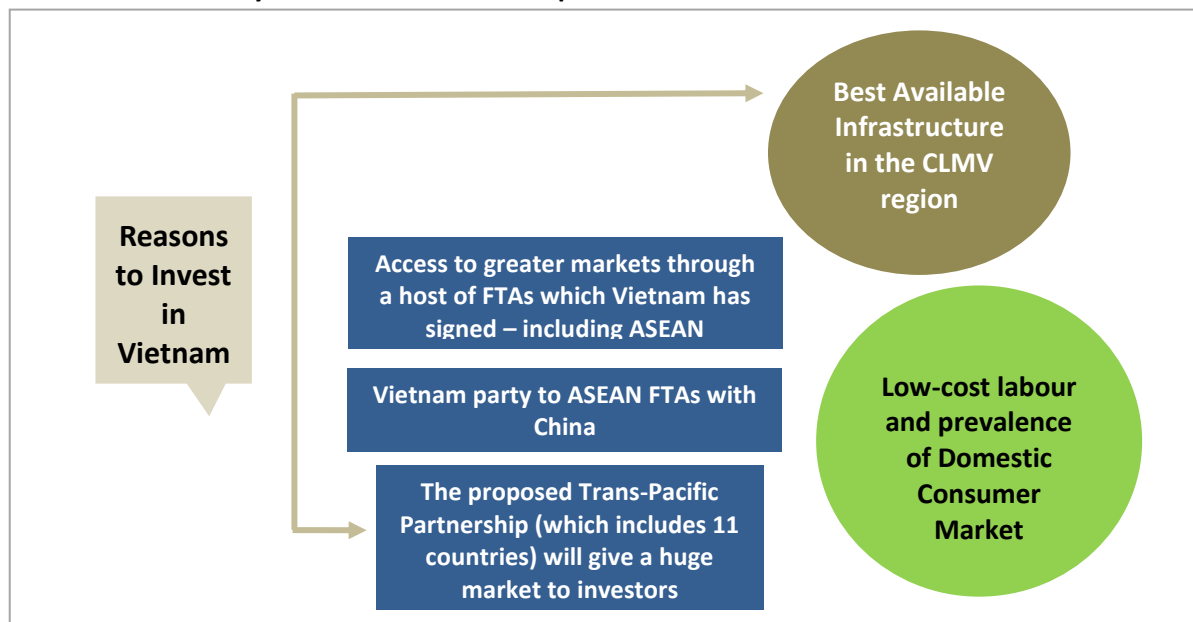 Reasons
to Invest
in
Vietnam
Best Available
Infrastructure
in the CLMV
region
Access to greater markets through
a host of FTAs which Vietnam has
signed – including ASEAN
Vietnam party to ASEAN FTAs with
China
The proposed Trans-Pacific
Partnership (which includes 11
countries) will give a huge
market to investors
Low-cost labour
and prevalence
of Domestic
Consumer
Market